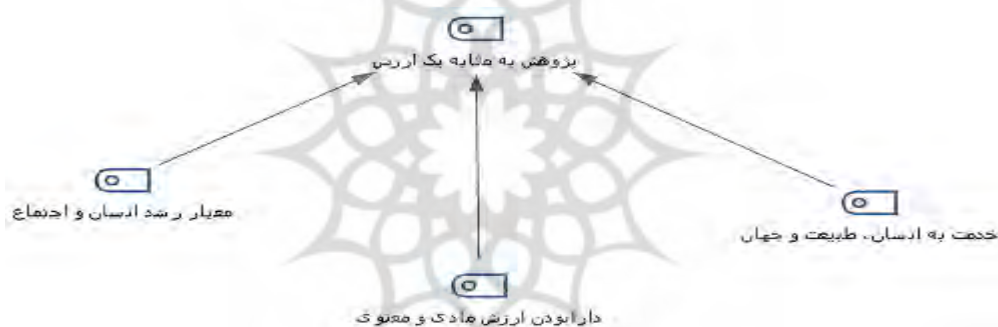 پژوهش به مثابه یک ارزش
معیار رشد انسان و اجتماع
خدمت به انسان، طبیعت و جهان
دارابودن ارزش مادی و معنوی